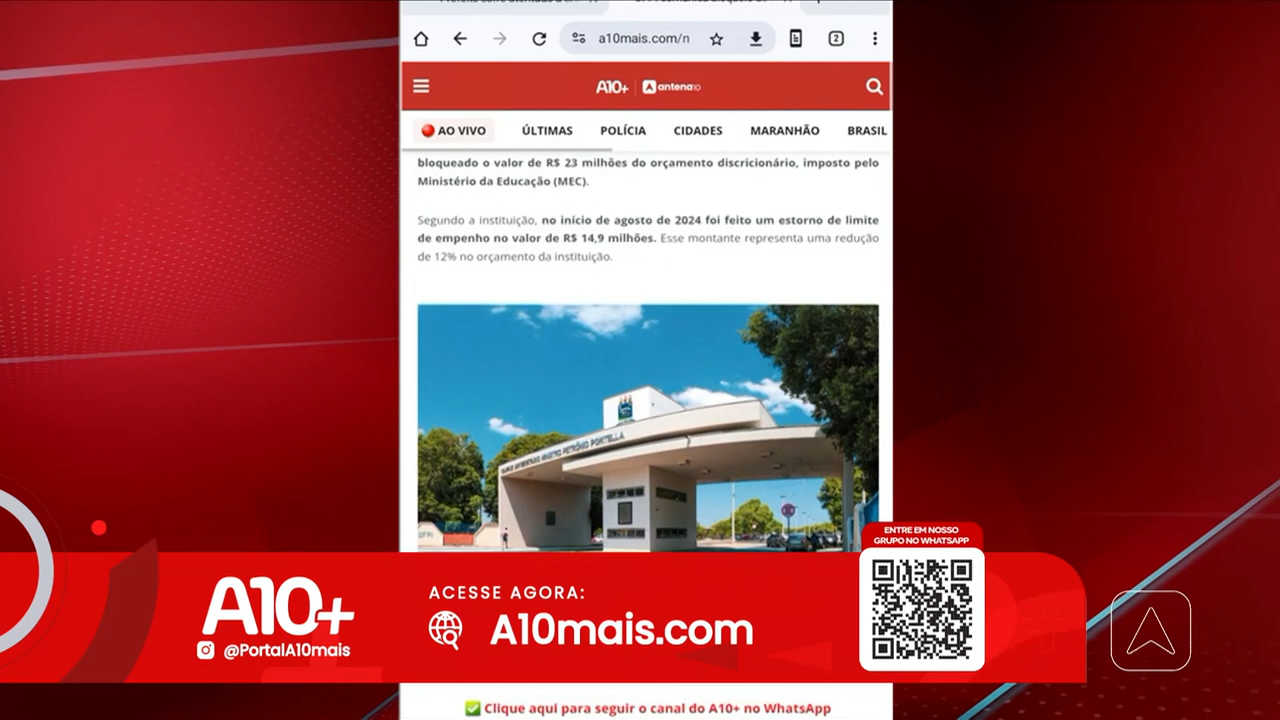 a10mais.com/n
2
A10+ | antena10
AO VIVO ÚLTIMAS POLÍCIA CIDADES MARANHÃO BRASIL
bloqueado o valor de R$ 23 milhões do orçamento discricionário, imposto pelo
Ministério da Educação (MEC).
Segundo a instituição, no início de agosto de 2024 foi feito um estorno de limite
de empenho no valor de R$ 14,9 milhões. Esse montante representa uma redução
de 12% no orçamento da instituição.
MINISTRO PETRÔNIO PORTELLA
ENTRE EM NOSSO
GRUPO NO WHATSAPP
A10+
@PortalA10mais
ACESSE AGORA:
A10mais.com
Clique aqui para seguir o canal do A10+ no WhatsApp